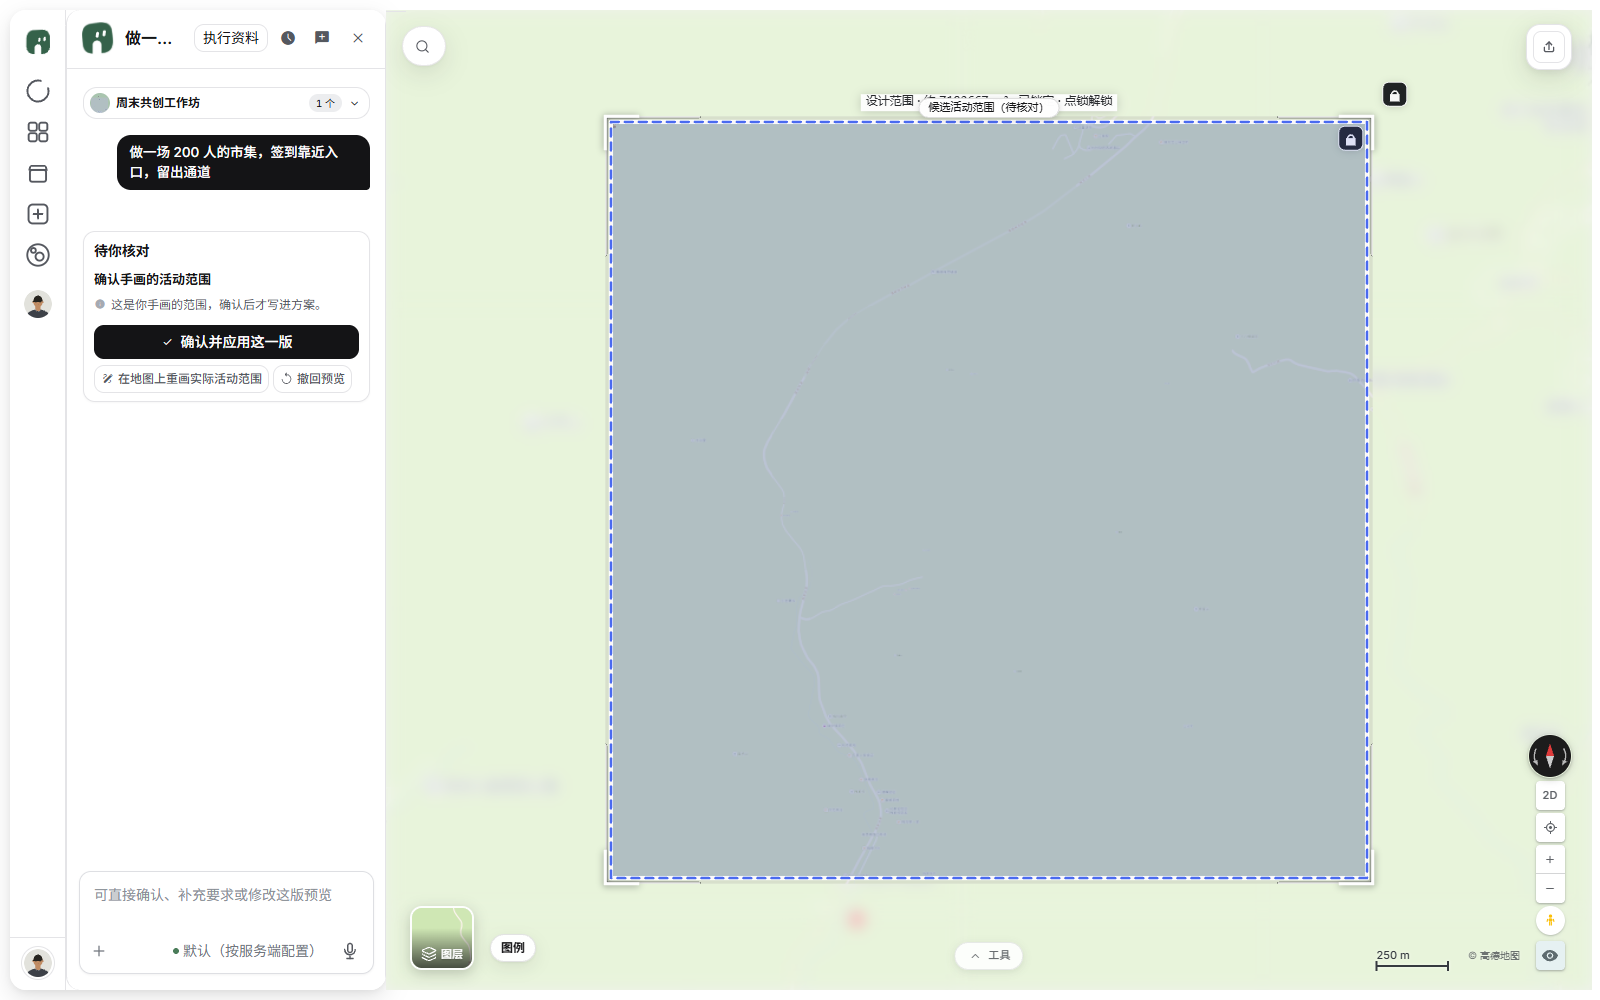 做一...
执行资料
周末共创工作坊
1 个
做一场 200 人的市集，签到靠近入
口，留出通道
待你核对
确认手画的活动范围
这是你手画的范围，确认后才写进方案。
确认并应用这一版
在地图上重画实际活动范围
撤回预览
可直接确认、补充要求或修改这版预览
默认（按服务端配置）
设计范围
点锁解锁
候选活动范围（待核对）
图层
图例
工具
2D
250 m
© 高德地图